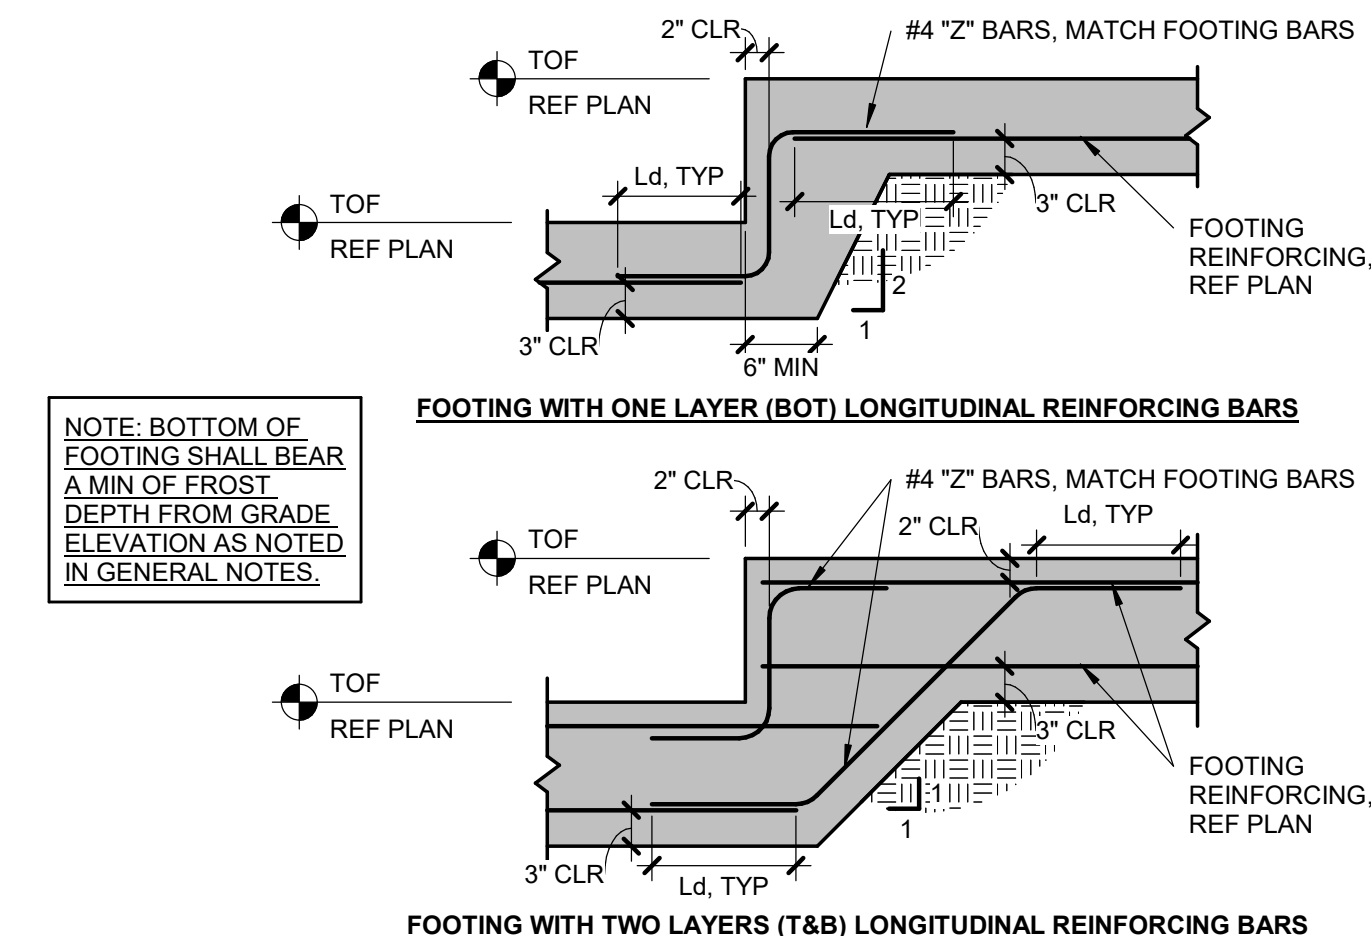 2" CLR
#4 "Z" BARS, MATCH FOOTING BARS
TOF
REF PLAN
Ld, TYP
TOF
REF PLAN
Ld, TYP
3" CLR
FOOTING
REINFORCING,
REF PLAN
2
1
3" CLR
6" MIN
FOOTING WITH ONE LAYER (BOT) LONGITUDINAL REINFORCING BARS
NOTE: BOTTOM OF
FOOTING SHALL BEAR
A MIN OF FROST
DEPTH FROM GRADE
ELEVATION AS NOTED
IN GENERAL NOTES.
2" CLR
#4 "Z" BARS, MATCH FOOTING BARS
2" CLR
Ld, TYP
TOF
REF PLAN
TOF
REF PLAN
3" CLR
FOOTING
REINFORCING,
REF PLAN
1
1
3" CLR
Ld, TYP
FOOTING WITH TWO LAYERS (T&B) LONGITUDINAL REINFORCING BARS